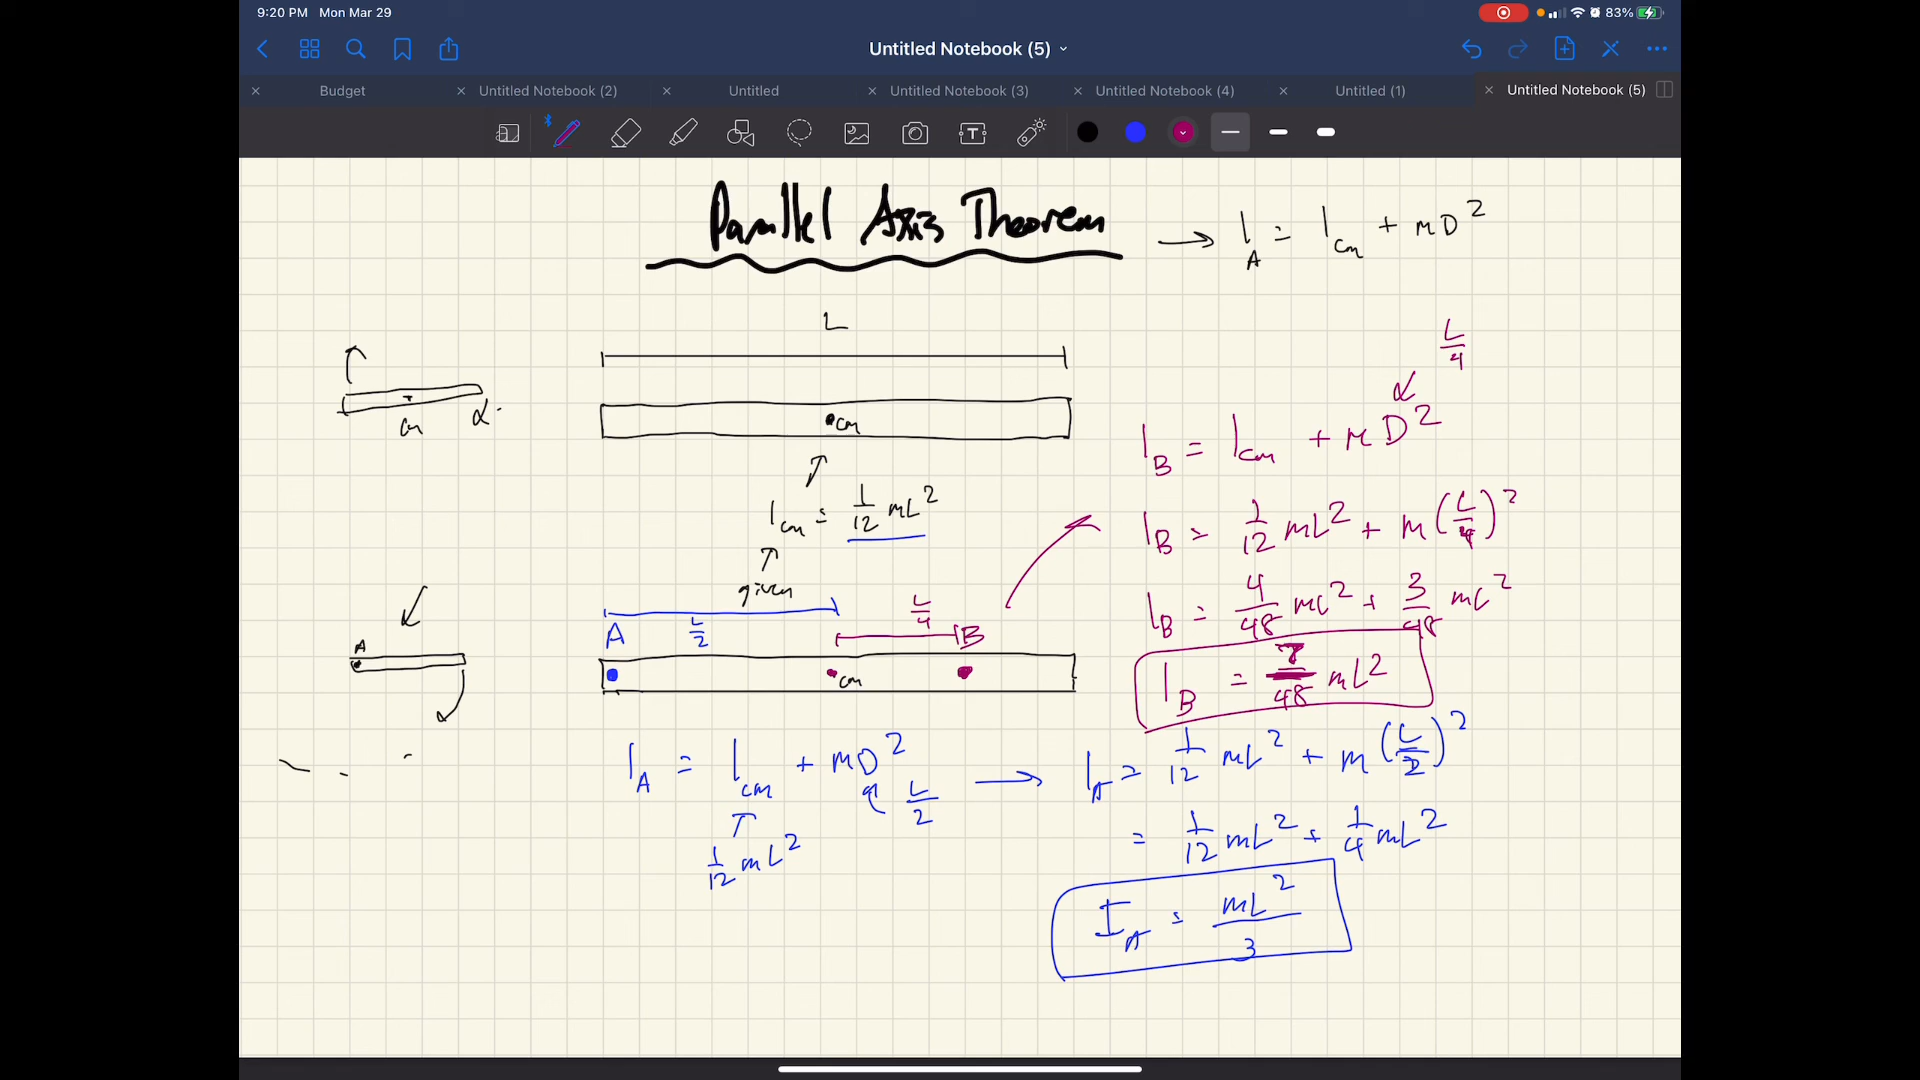 9:20 PM Mon Mar 29
83%
Untitled Notebook (5)
Budget
Untitled Notebook (2)
Untitled
Untitled Notebook (3)
Untitled Notebook (4)
Untitled (1)
Untitled Notebook (5)
Parallel Axis Theorem → I_A = I_cm + mD²
L
cm
cm
I_cm = 1/12 mL²
given
A L/2 L/4 B
cm
A
I_A = I_cm + mD²
L/2
1/12 mL²
L/4
I_B = I_cm + mD²
I_B = 1/12 mL² + m(L/4)²
I_B = 4/48 mL² + 3/48 mL²
I_B = 7/48 mL²
→ I_A = 1/12 mL² + m(L/2)²
= 1/12 mL² + 1/4 mL²
I_A = mL²/3